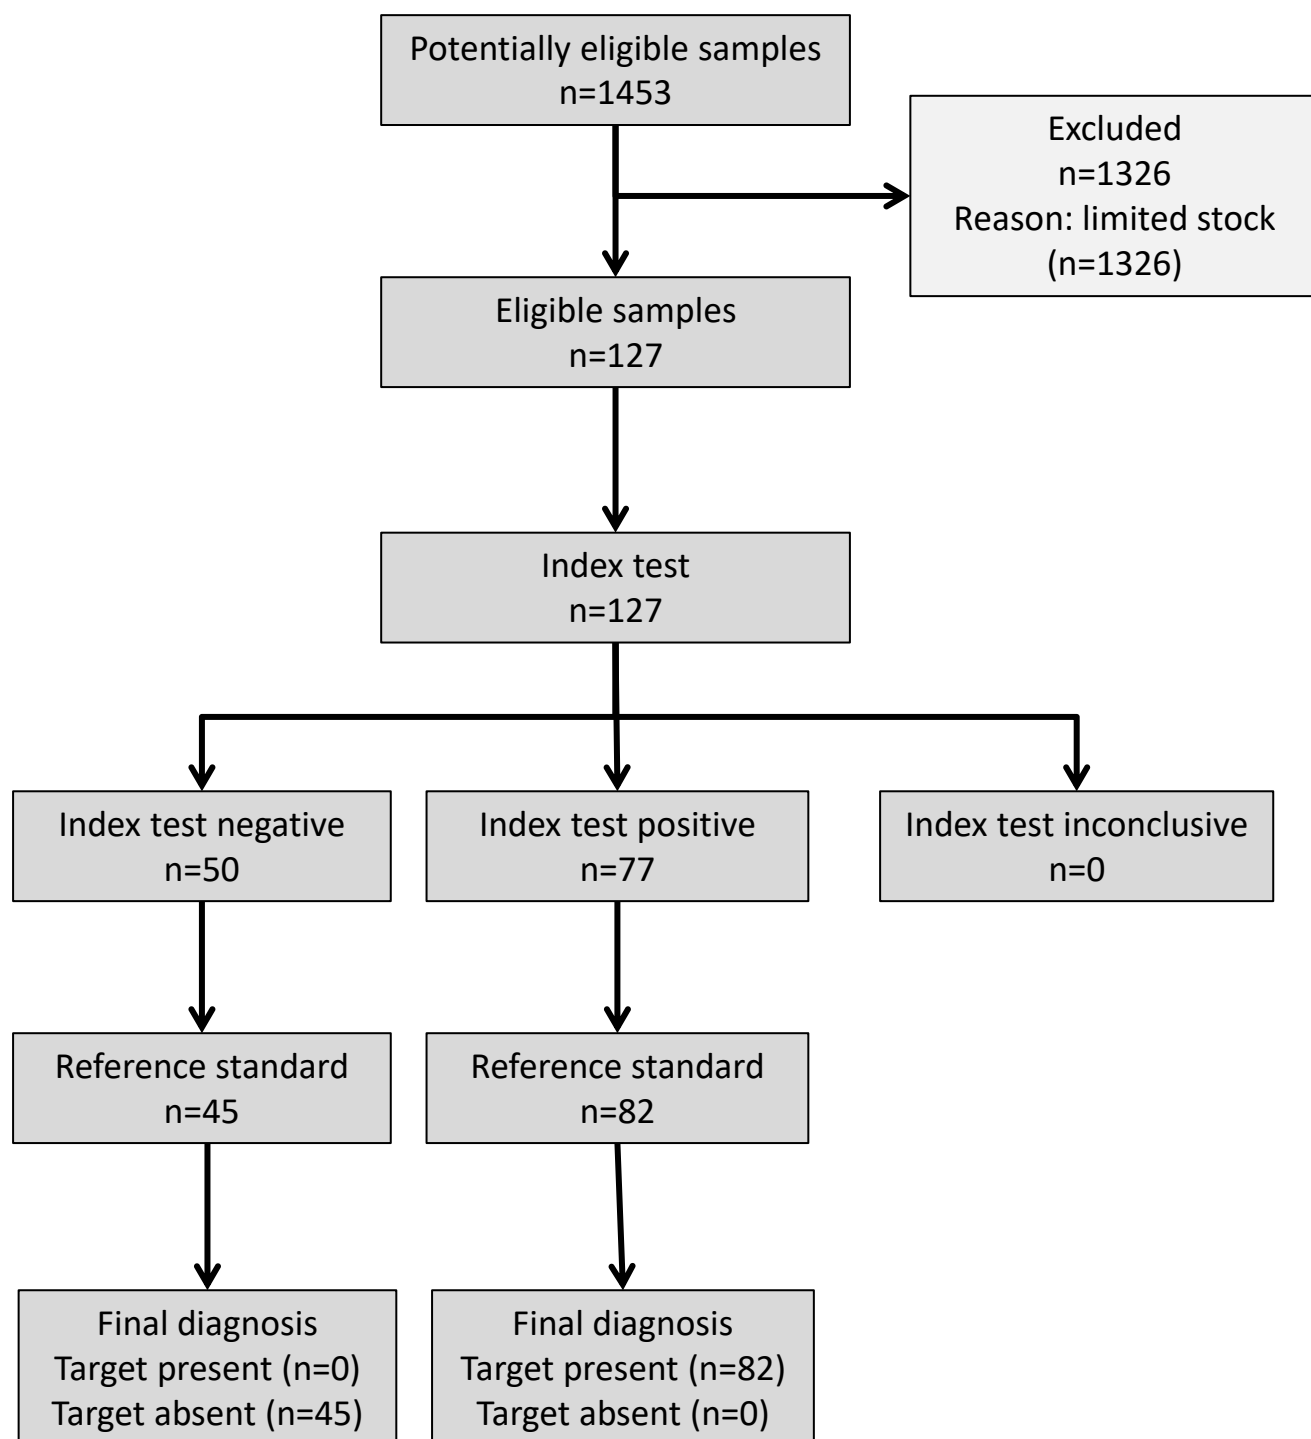 Potentially eligible samples
n=1453
Excluded
n=1326
Reason: limited stock
(n=1326)
Eligible samples
n=127
Index test
n=127
Index test negative
n=50
Index test positive
n=77
Index test inconclusive
n=0
Reference standard
n=45
Reference standard
n=82
Final diagnosis
Target present (n=0)
Target absent (n=45)
Final diagnosis
Target present (n=82)
Target absent (n=0)